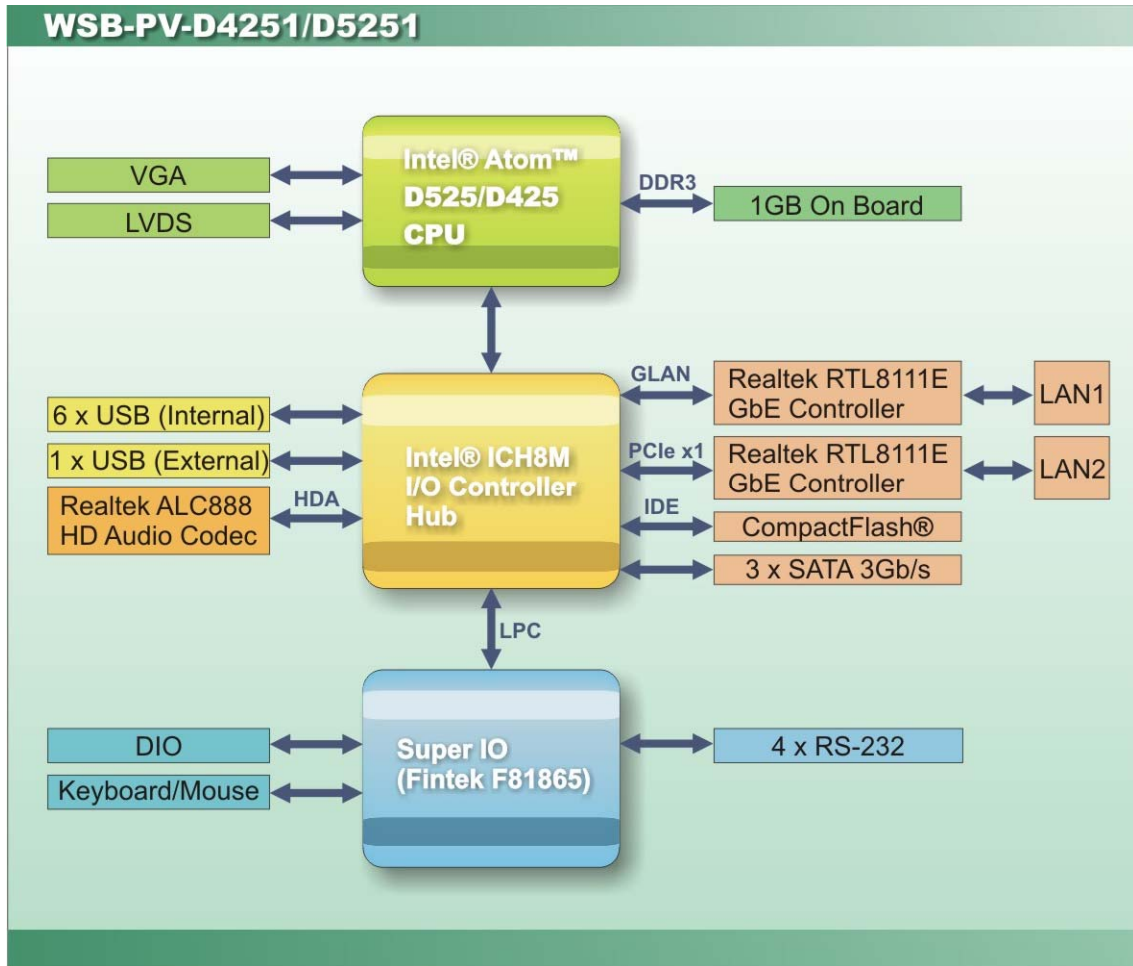 WSB-PV-D4251/D5251
VGA
LVDS
Intel® Atom™
D525/D425
CPU
DDR3
1GB On Board
6 x USB (Internal)
1 x USB (External)
Realtek ALC888
HD Audio Codec
HDA
Intel® ICH8M
I/O Controller
Hub
GLAN
Realtek RTL8111E
GbE Controller
LAN1
PCIe x1
Realtek RTL8111E
GbE Controller
LAN2
IDE
CompactFlash®
3 x SATA 3Gb/s
LPC
DIO
Keyboard/Mouse
Super IO
(Fintek F81865)
4 x RS-232